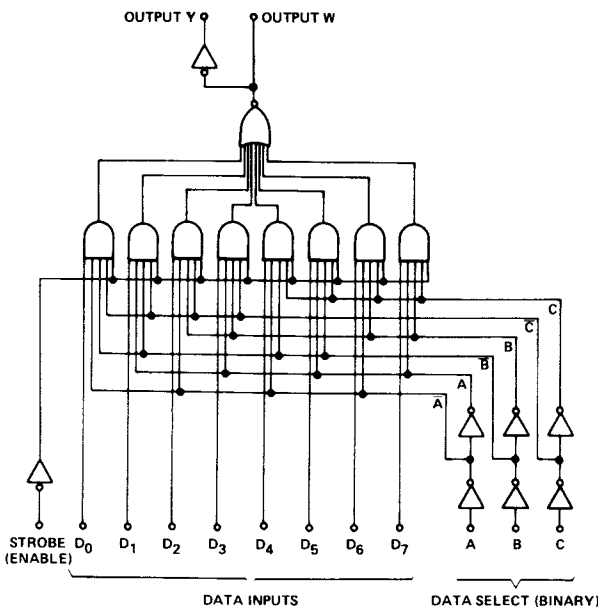 OUTPUT Y OUTPUT W
C
C̅
B
B̅
A
A̅
STROBE (ENABLE) D0 D1 D2 D3 D4 D5 D6 D7 A B C
DATA INPUTS DATA SELECT (BINARY)